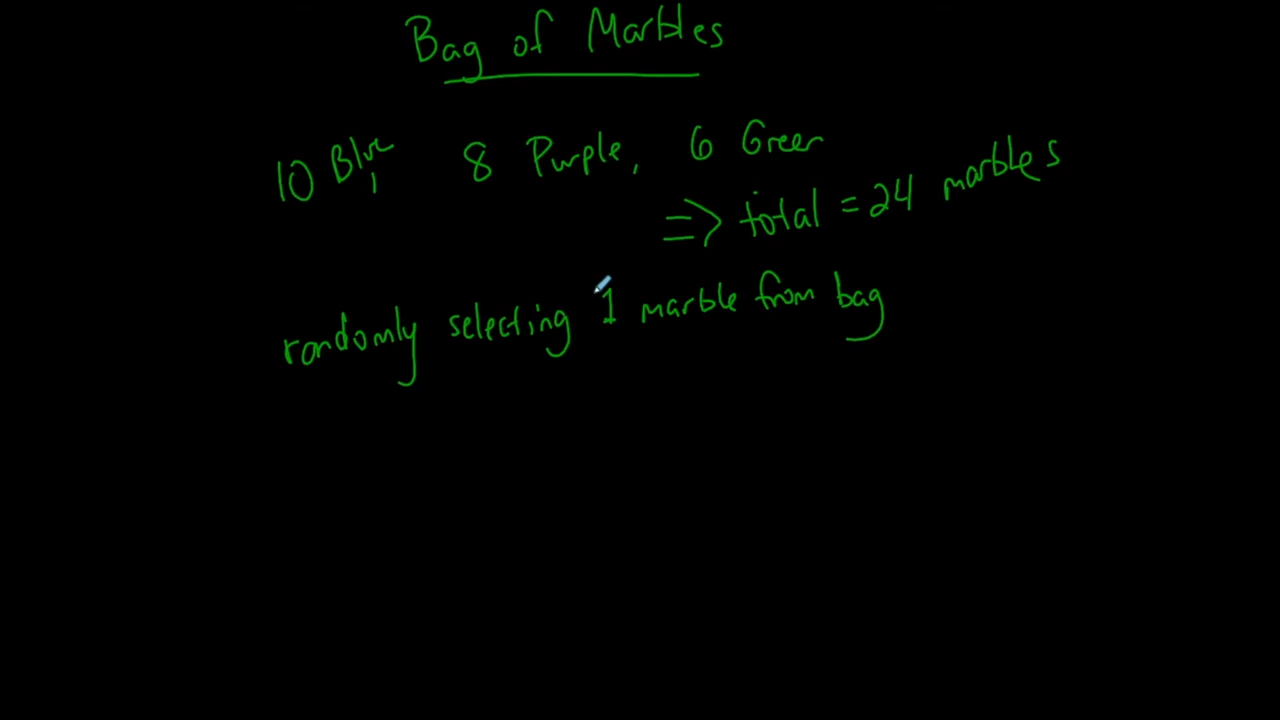 Bag of Marbles
10 Blue, 8 Purple, 6 Green
=> total = 24 marbles
randomly selecting 1 marble from bag